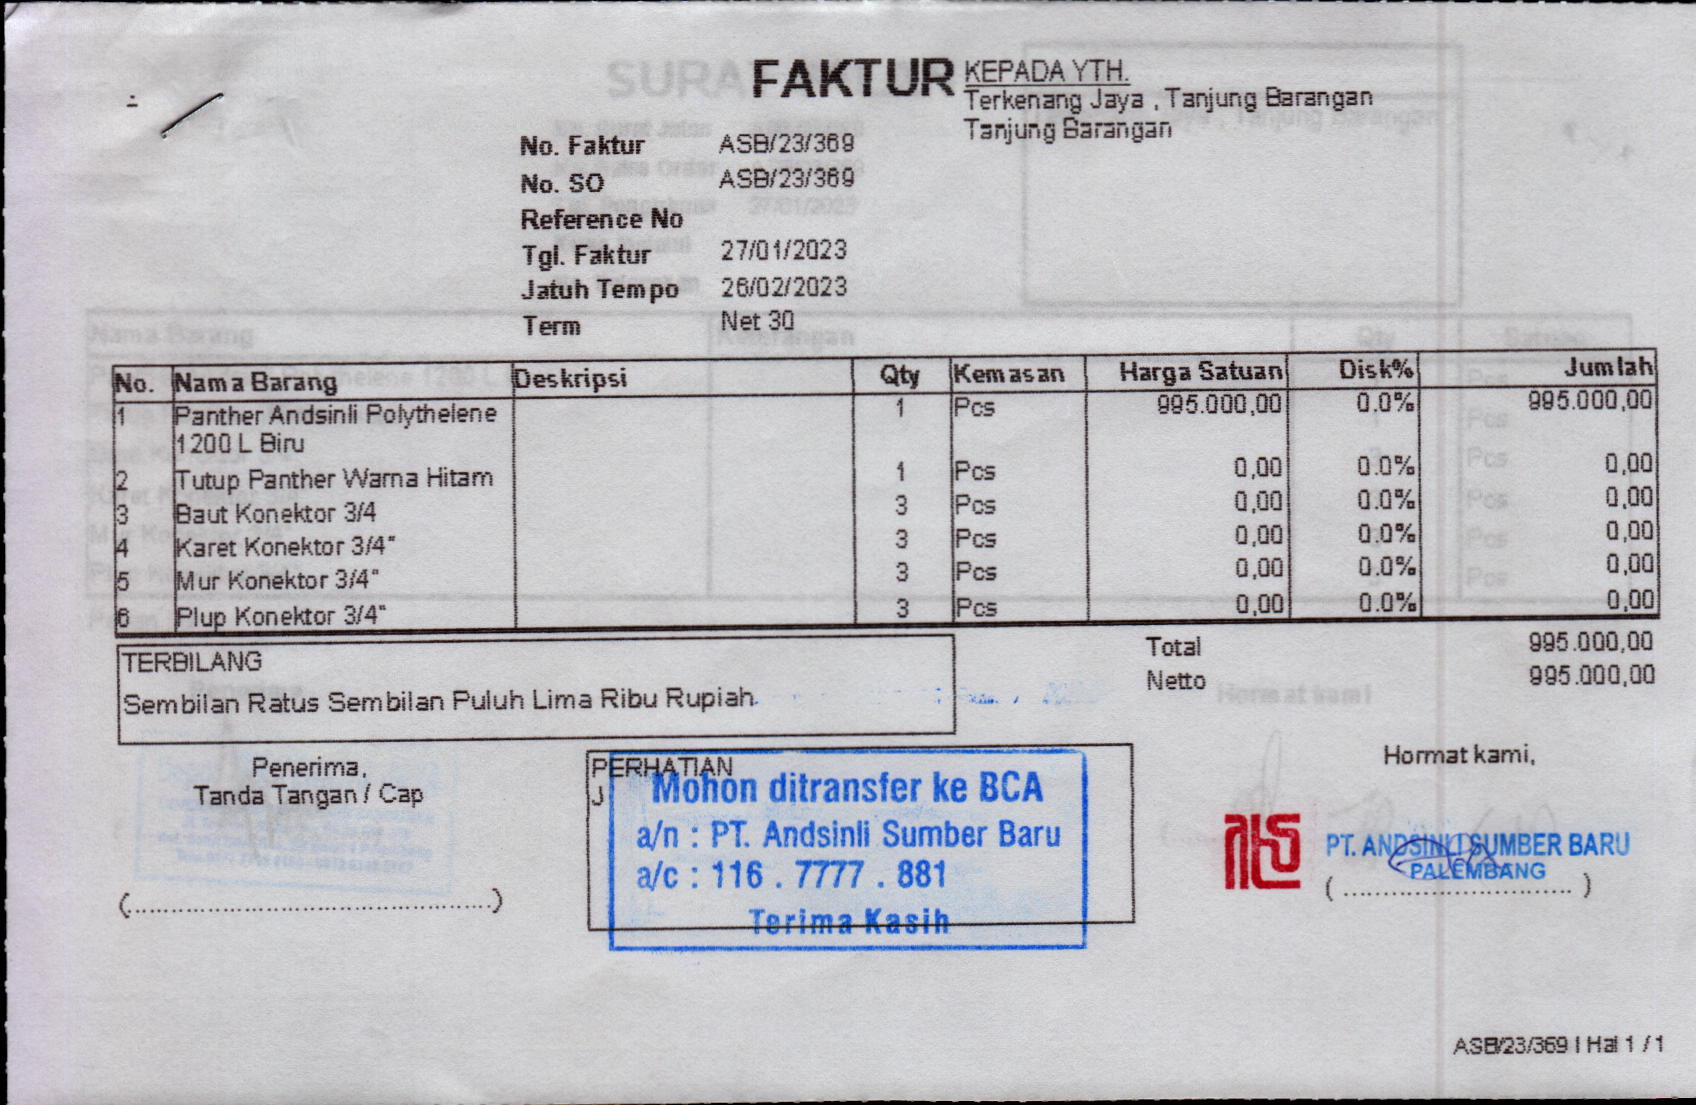 FAKTUR
KEPADA YTH.
Terkenang Jaya , Tanjung Barangan
Tanjung Barangan
No. Faktur ASB/23/369
No. SO ASB/23/369
Reference No
Tgl. Faktur 27/01/2023
Jatuh Tempo 26/02/2023
Term Net 30
No. Nama Barang Deskripsi Qty Kemasan Harga Satuan Disk% Jumlah
1 Panther Andsinli Polythelene 1 Pcs 995.000,00 0,0% 995.000,00
1200 L Biru
2 Tutup Panther Warna Hitam 1 Pcs 0,00 0.0% 0,00
3 Baut Konektor 3/4 3 Pcs 0,00 0.0% 0,00
4 Karet Konektor 3/4" 3 Pcs 0,00 0.0% 0,00
5 Mur Konektor 3/4" 3 Pcs 0,00 0.0% 0,00
6 Plup Konektor 3/4" 3 Pcs 0,00 0.0% 0,00
Total 995.000,00
Netto 995.000,00
TERBILANG
Sembilan Ratus Sembilan Puluh Lima Ribu Rupiah.
Penerima,
Tanda Tangan / Cap
(..............................................)
PERHATIAN
Mohon ditransfer ke BCA
a/n : PT. Andsinli Sumber Baru
a/c : 116 . 7777 . 881
Terima Kasih
Hormat kami,
PT. ANDSINLI SUMBER BARU
PALEMBANG
( .............................. )
ASB/23/369 | Hal 1 / 1